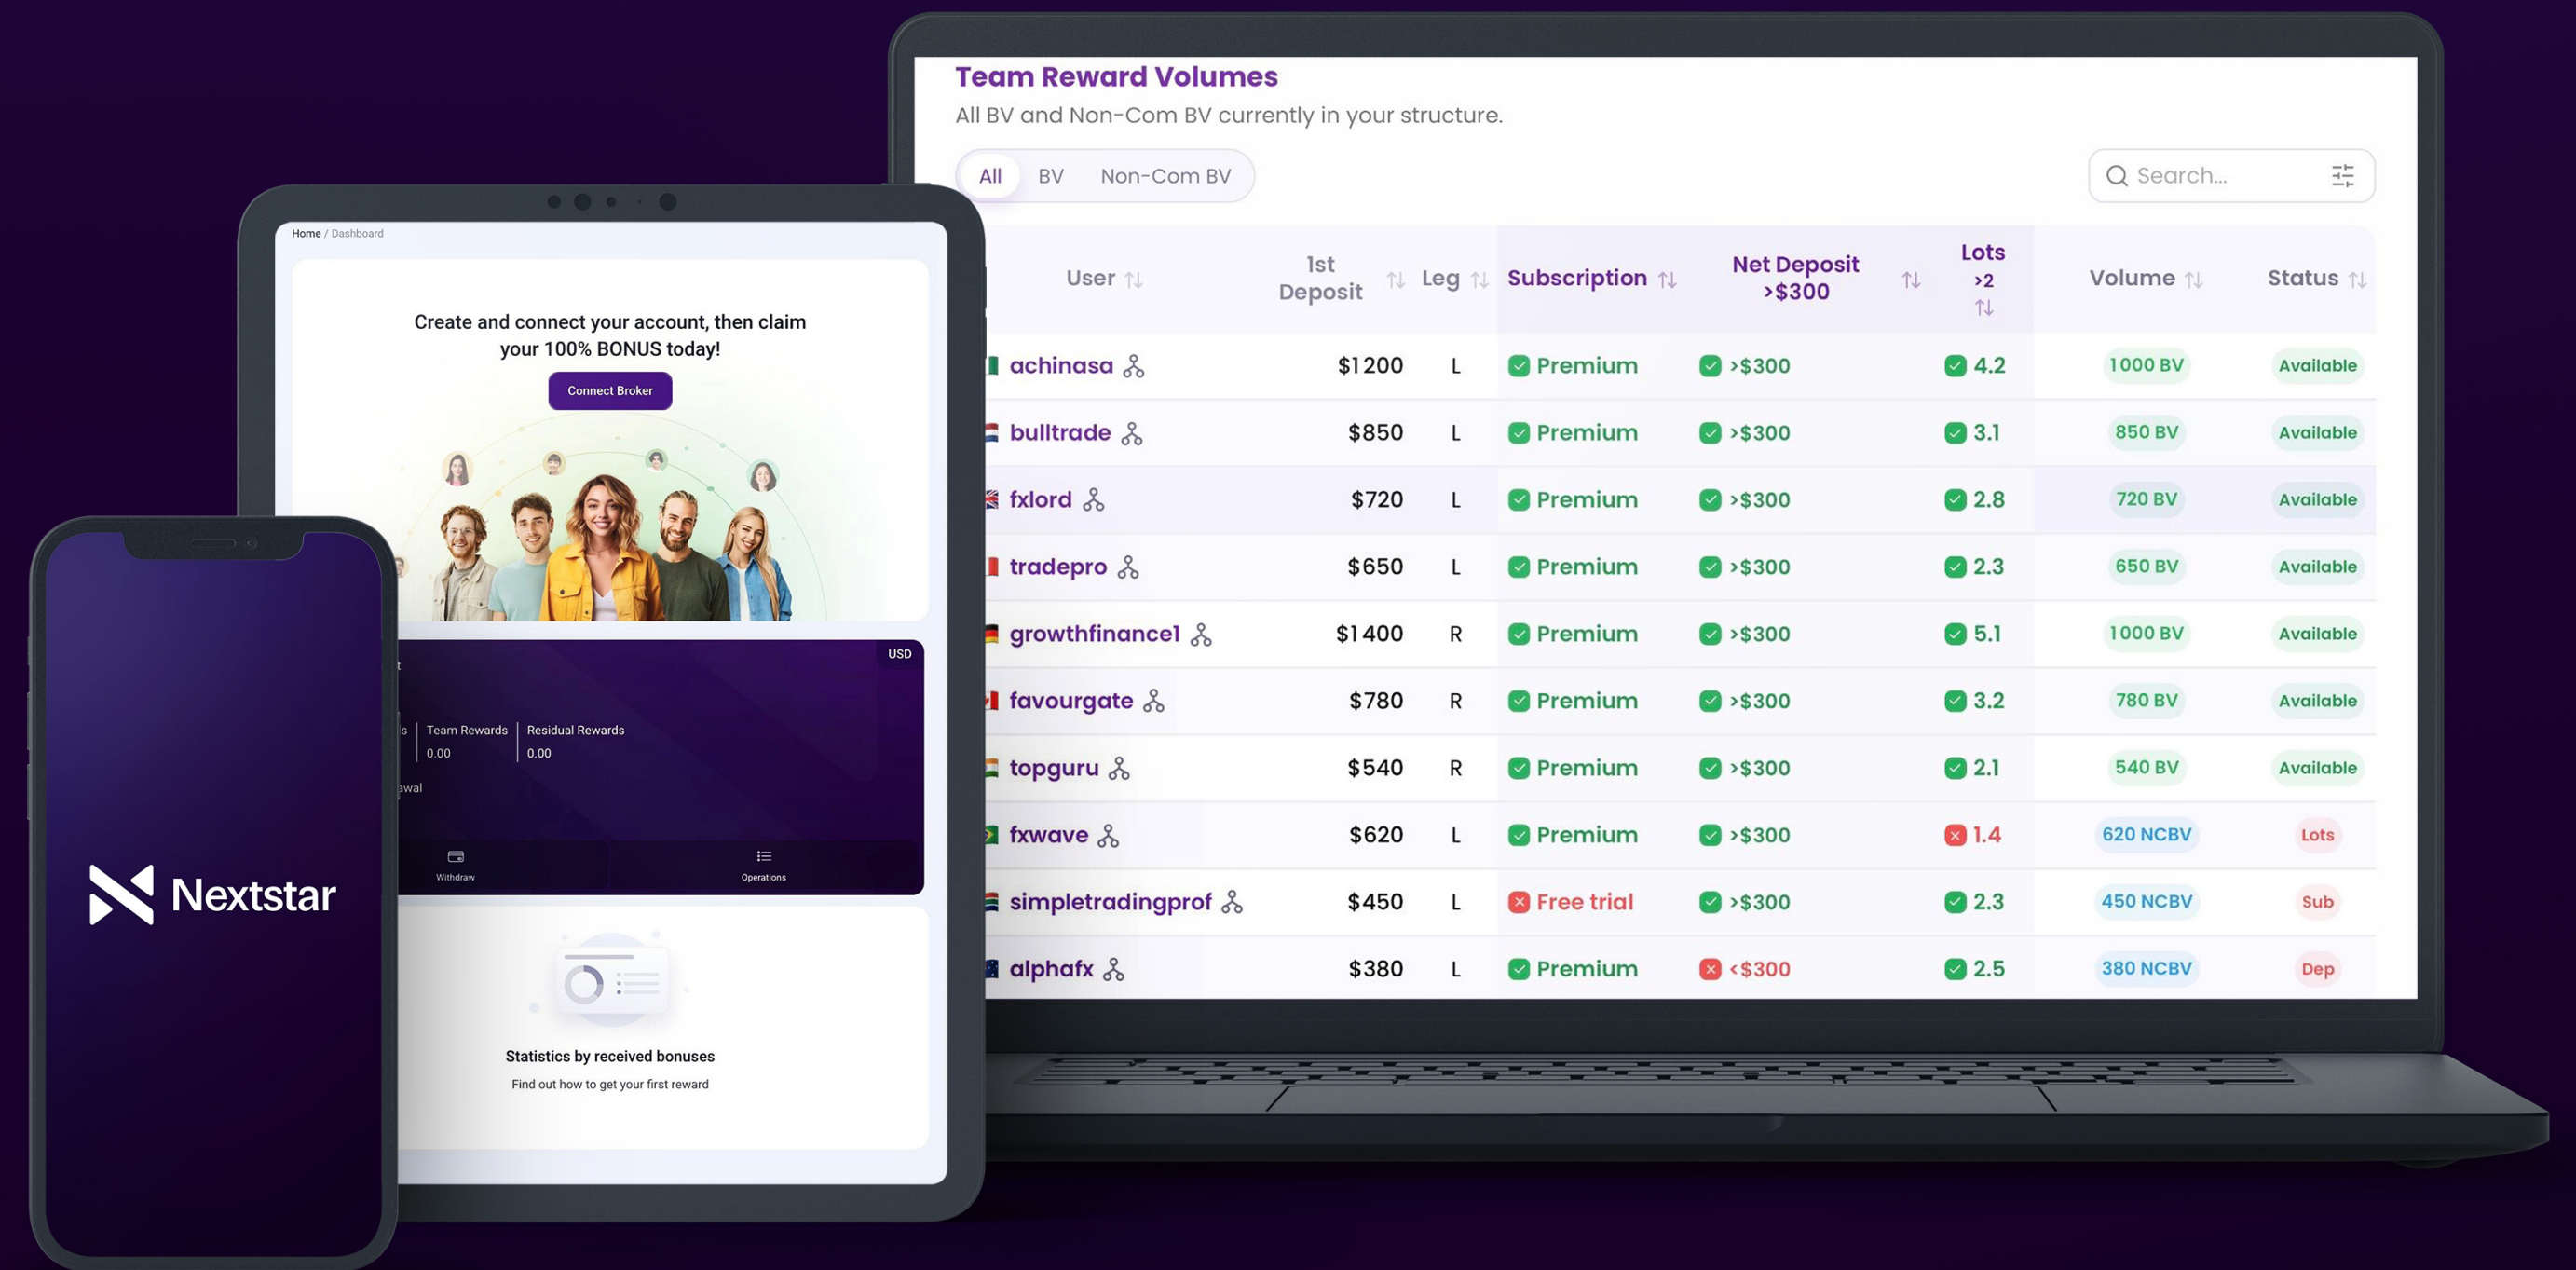 Team Reward Volumes
All BV and Non-Com BV currently in your structure.
All BV Non-Com BV
Search...
User 1st Deposit Leg Subscription Net Deposit >$300 Lots >2 Volume Status
achinasa $1200 L Premium >$300 4.2 1000 BV Available
bulltrade $850 L Premium >$300 3.1 850 BV Available
fxlord $720 L Premium >$300 2.8 720 BV Available
tradepro $650 L Premium >$300 2.3 650 BV Available
growthfinance1 $1400 R Premium >$300 5.1 1000 BV Available
favourgate $780 R Premium >$300 3.2 780 BV Available
topguru $540 R Premium >$300 2.1 540 BV Available
fxwave $620 L Premium >$300 1.4 620 NCBV Lots
simpletradingprof $450 L Free trial >$300 2.3 450 NCBV Sub
alphafx $380 L Premium <$300 2.5 380 NCBV Dep
Home / Dashboard
Create and connect your account, then claim
your 100% BONUS today!
Connect Broker
USD
t
s Team Rewards Residual Rewards
0.00 0.00
awal
Withdraw Operations
Statistics by received bonuses
Find out how to get your first reward
Nextstar